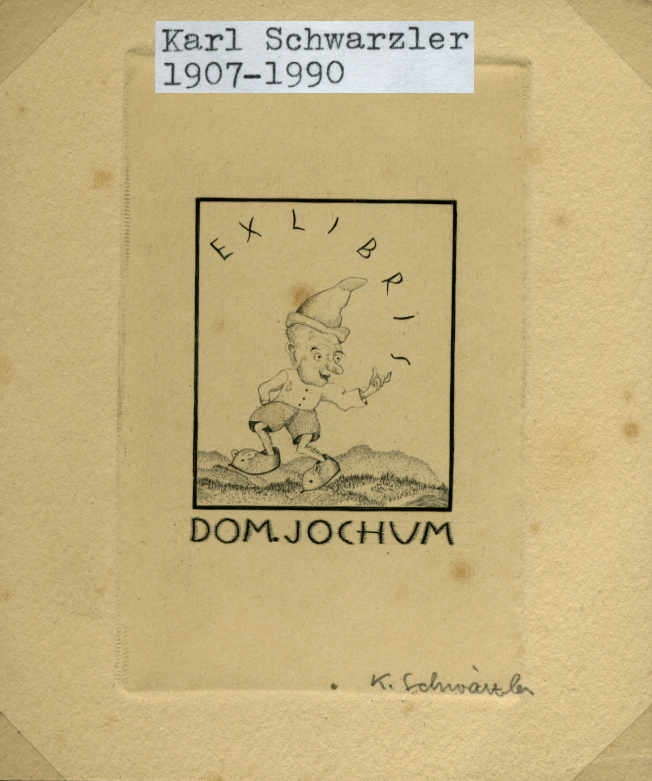 Karl Schwarzler
1907-1990
EX LIBRIS
DOM. JOCHUM
K. Schwärzler